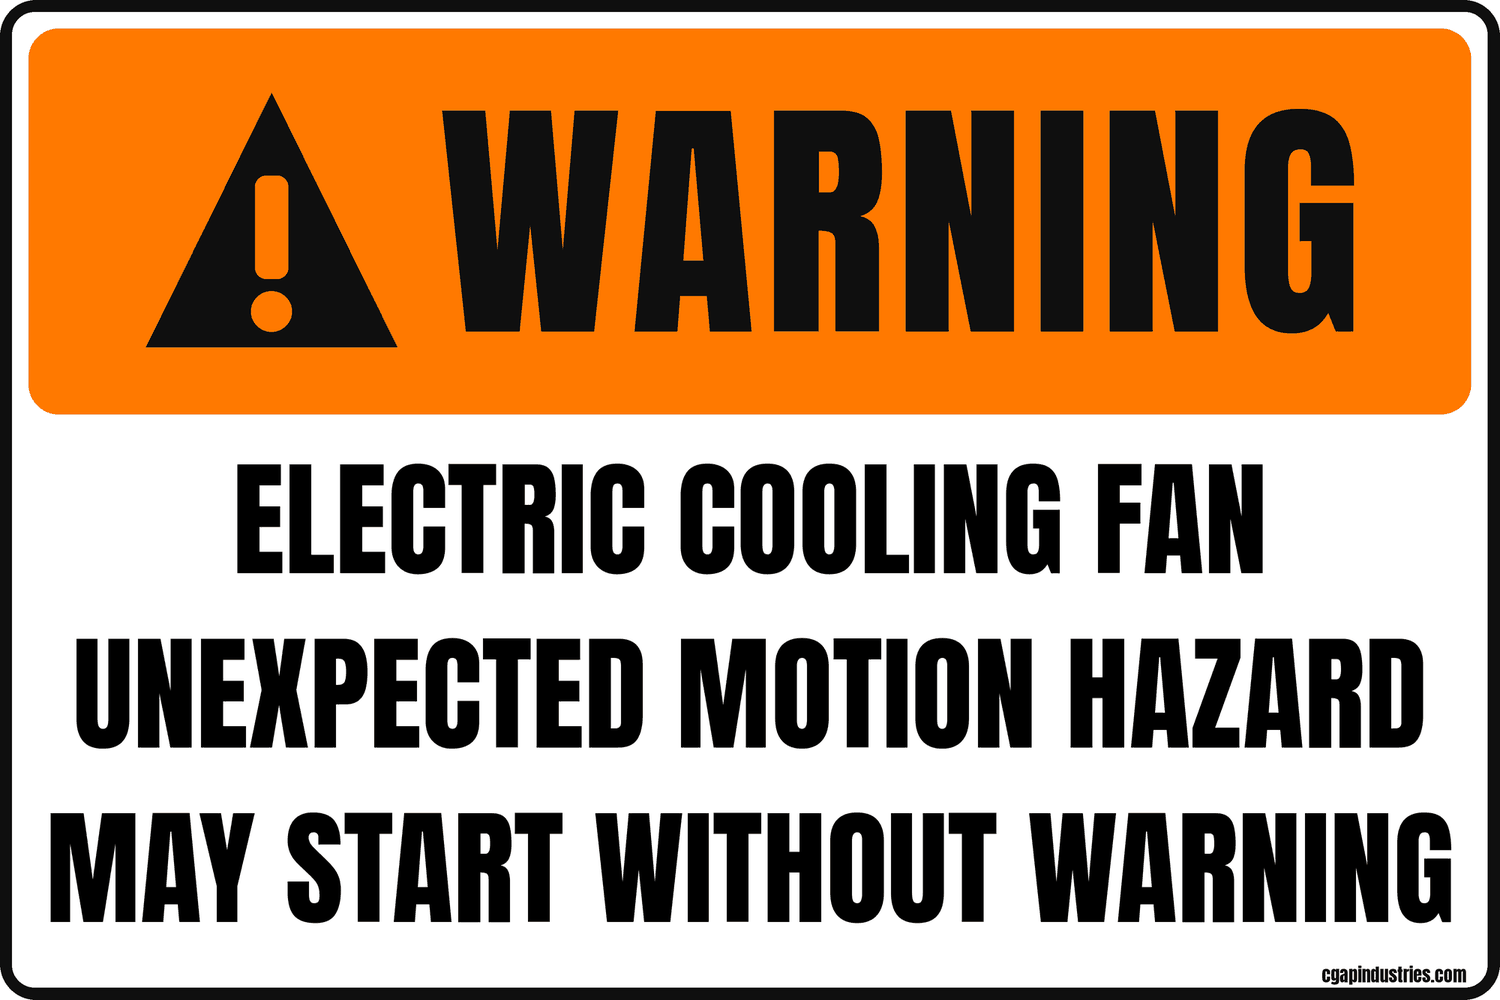 WARNING
ELECTRIC COOLING FAN
UNEXPECTED MOTION HAZARD
MAY START WITHOUT WARNING
cgapindustries.com